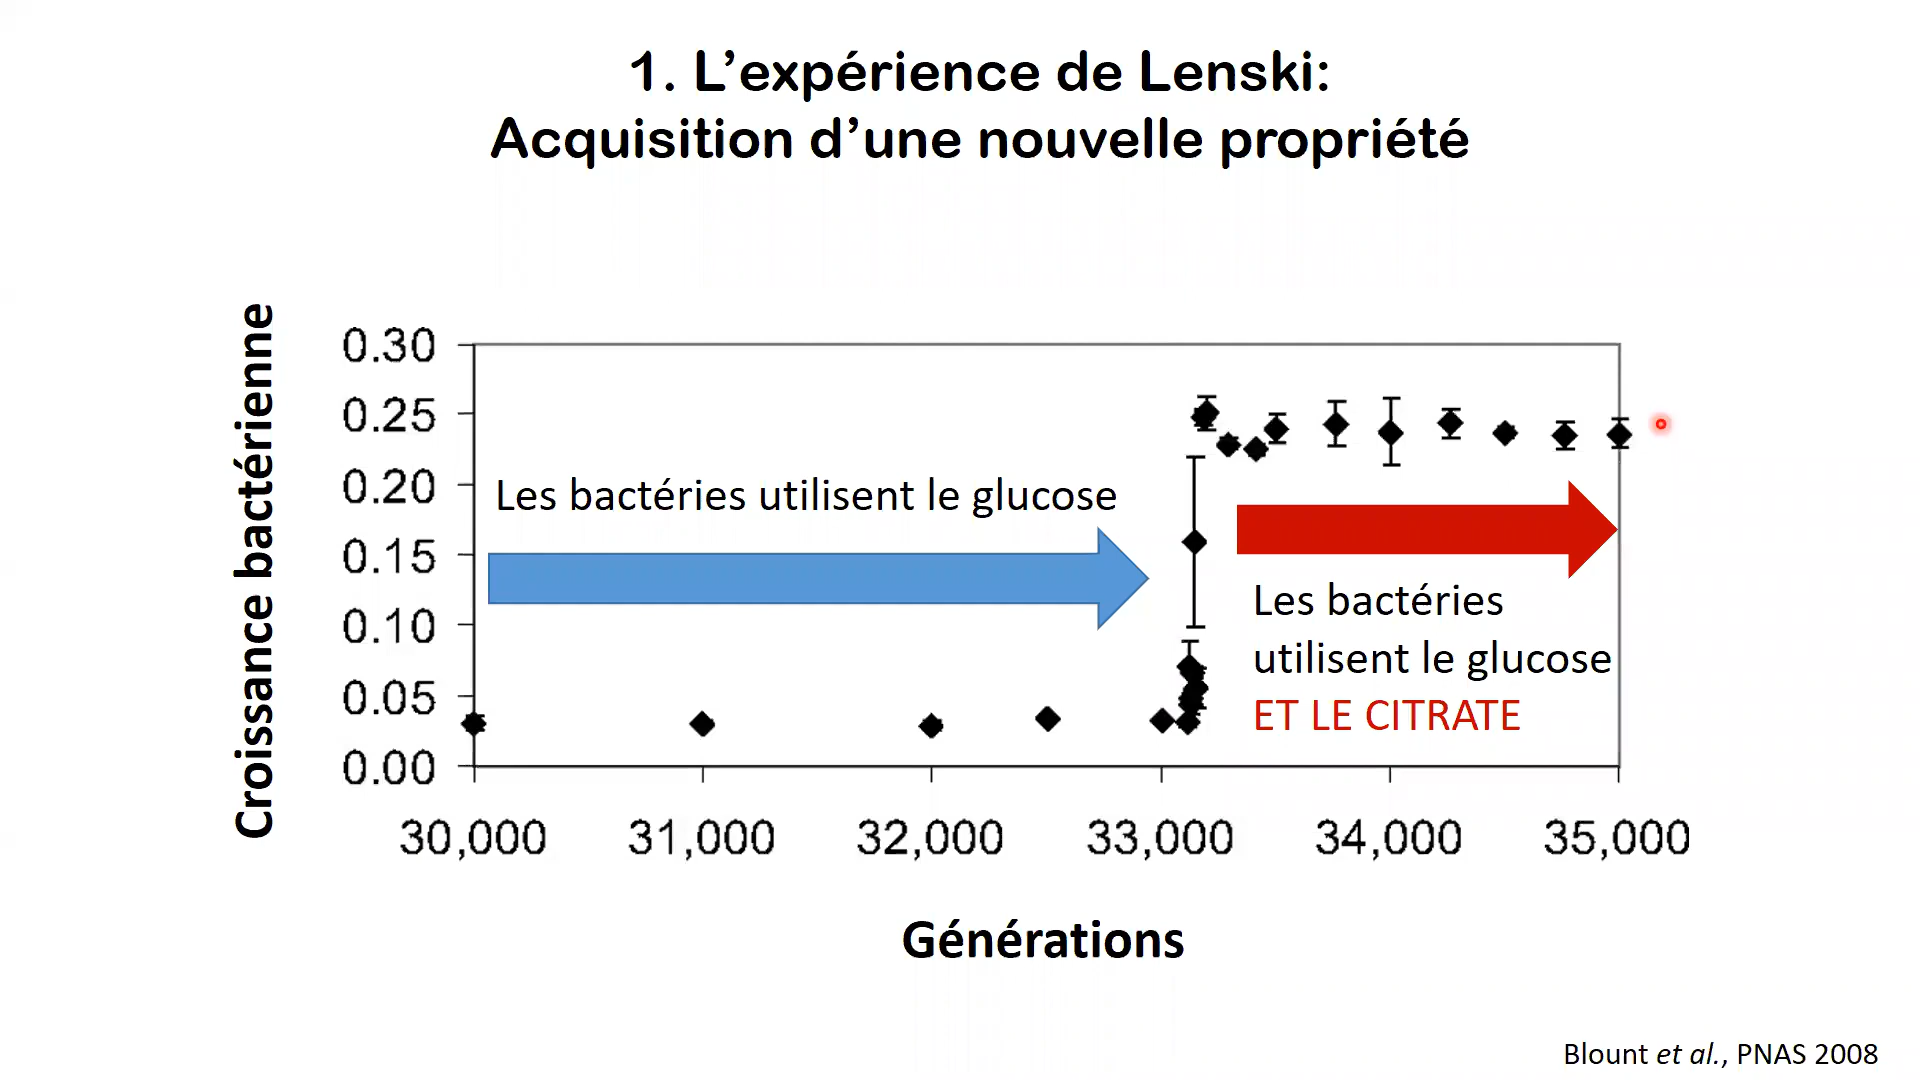 1. L’expérience de Lenski:
Acquisition d’une nouvelle propriété
Croissance bactérienne
0.30
0.25
0.20
0.15
0.10
0.05
0.00
Les bactéries utilisent le glucose
Les bactéries
utilisent le glucose
ET LE CITRATE
30,000 31,000 32,000 33,000 34,000 35,000
Générations
Blount et al., PNAS 2008